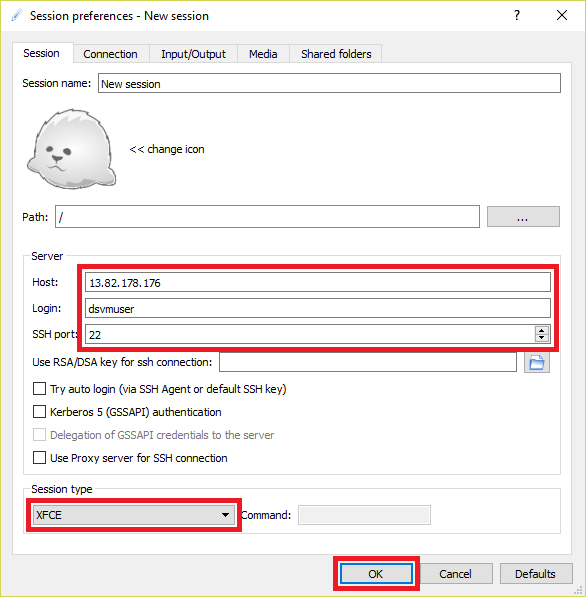 Session preferences - New session
? ×
Session Connection Input/Output Media Shared folders
Session name: New session
<< change icon
Path: / ...
Server
Host: 13.82.178.176
Login: dsvmuser
SSH port: 22
Use RSA/DSA key for ssh connection:
Try auto login (via SSH Agent or default SSH key)
Kerberos 5 (GSSAPI) authentication
Delegation of GSSAPI credentials to the server
Use Proxy server for SSH connection
Session type
XFCE Command:
OK Cancel Defaults